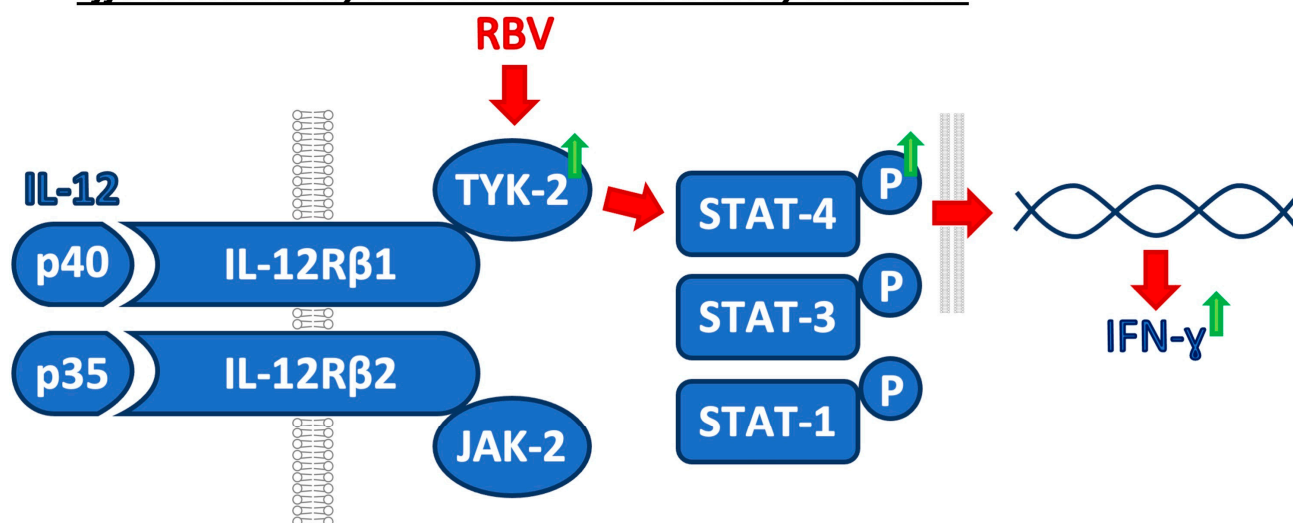 RBV
TYK-2
IL-12
p40
IL-12Rβ1
p35
IL-12Rβ2
JAK-2
STAT-4
P
STAT-3
P
STAT-1
P
IFN-γ